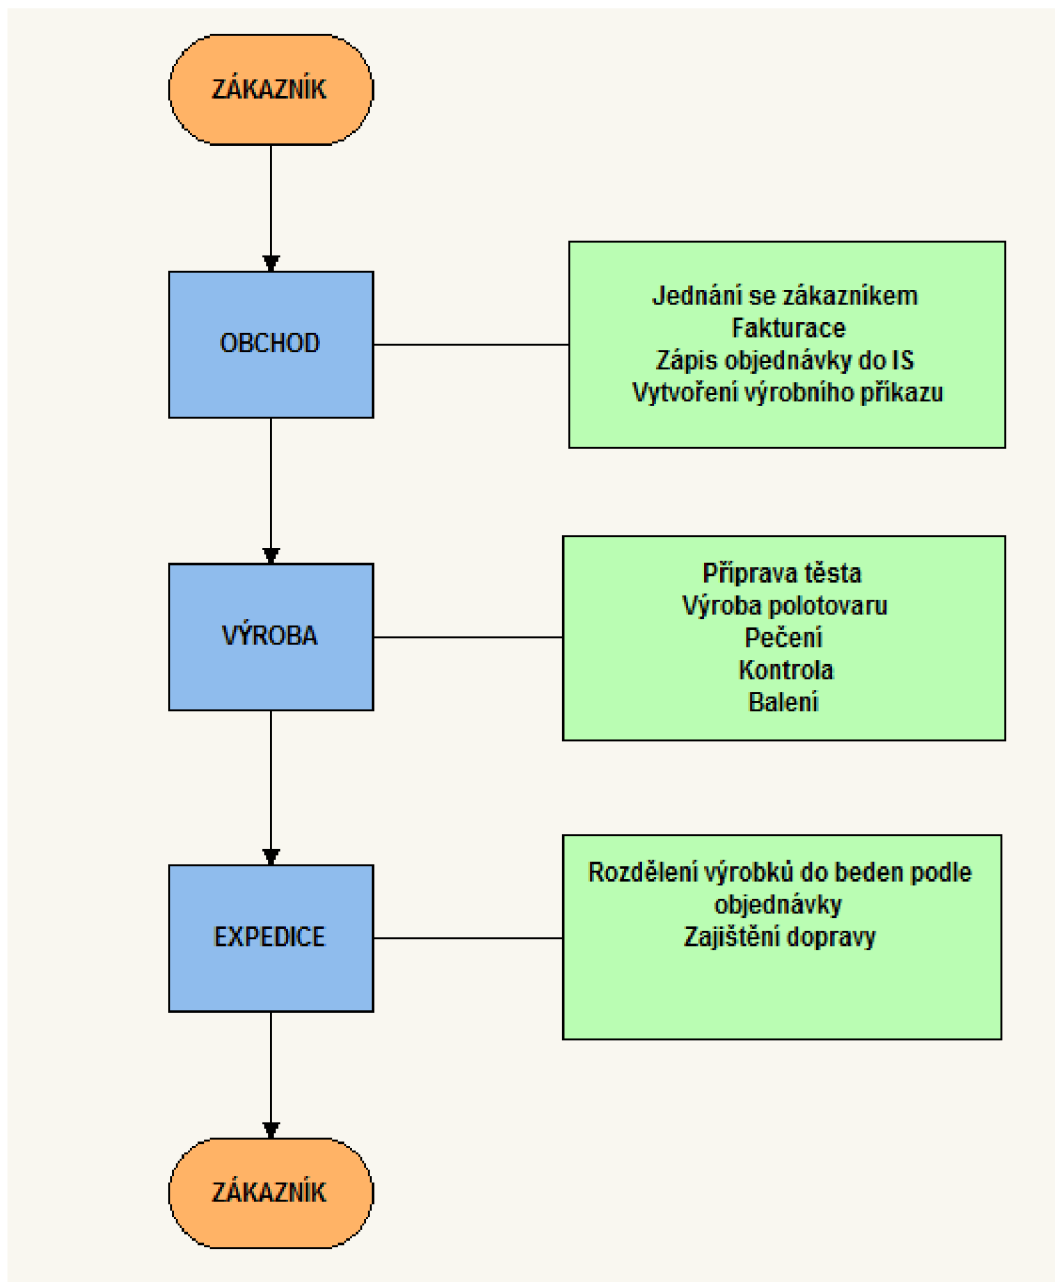 ZÁKAZNÍK
OBCHOD
Jednání se zákazníkem
Fakturace
Zápis objednávky do IS
Vytvoření výrobního příkazu
VÝROBA
Příprava těsta
Výroba polotovaru
Pečení
Kontrola
Balení
EXPEDICE
Rozdělení výrobků do beden podle
objednávky
Zajištění dopravy
ZÁKAZNÍK